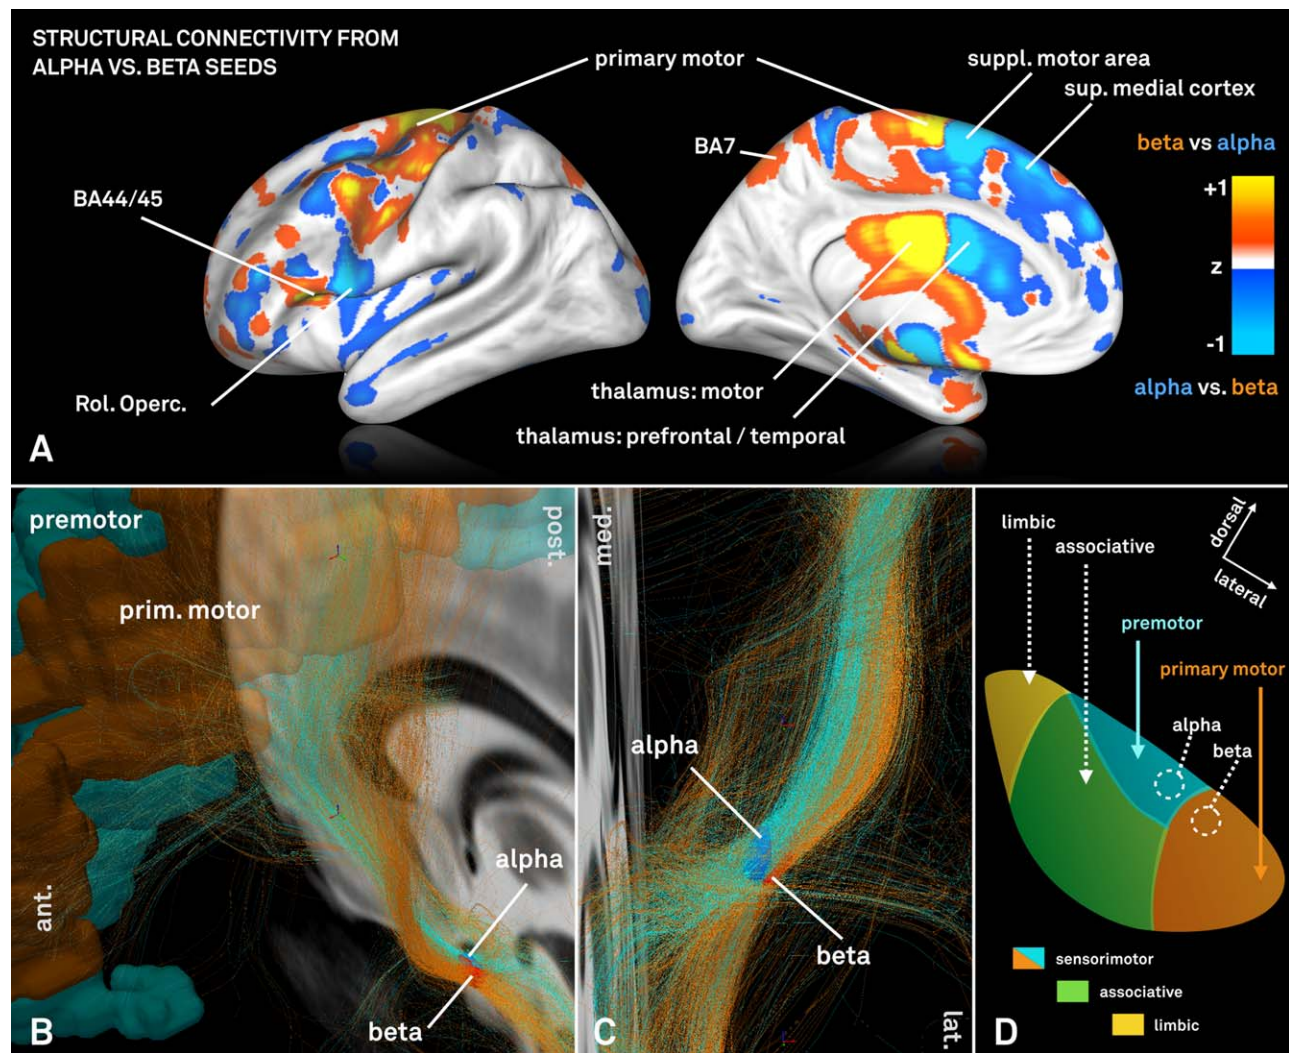 STRUCTURAL CONNECTIVITY FROM
ALPHA VS. BETA SEEDS
primary motor
suppl. motor area
sup. medial cortex
BA7
beta vs alpha
BA44/45
+1
z
-1
alpha vs. beta
thalamus: motor
Rol. Operc.
thalamus: prefrontal / temporal
A
premotor
prim. motor
post.
ant.
alpha
beta
B
med.
alpha
beta
lat.
C
limbic
associative
dorsal
lateral
premotor
primary motor
alpha
beta
sensorimotor
associative
limbic
D